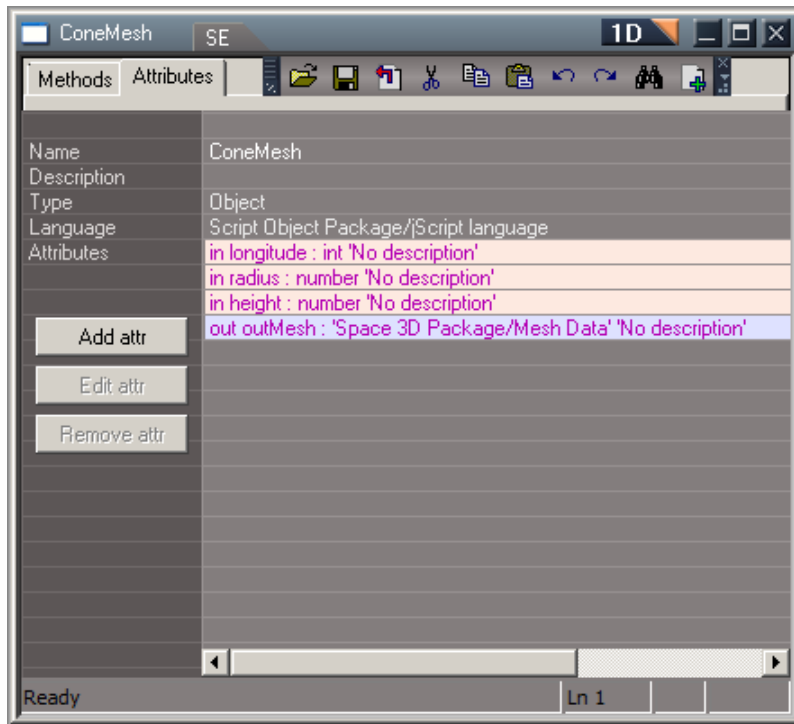 ConeMesh SE 1D
Methods Attributes
Name ConeMesh
Description
Type Object
Language Script Object Package/jScript language
Attributes in longitude : int 'No description'
in radius : number 'No description'
in height : number 'No description'
Add attr out outMesh : 'Space 3D Package/Mesh Data' 'No description'
Edit attr
Remove attr
Ready Ln 1